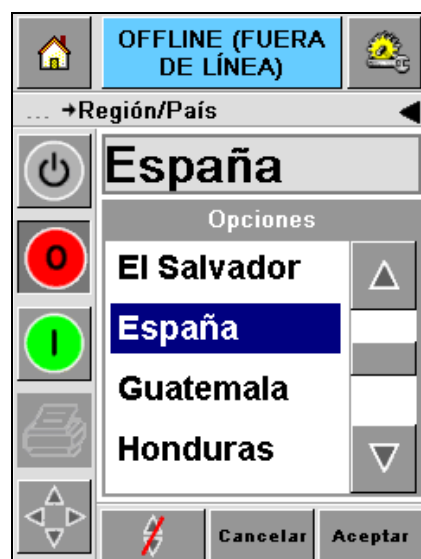 OFFLINE (FUERA
DE LÍNEA)
... →Región/País
España
Opciones
O
El Salvador
España
I
Guatemala
Honduras
Cancelar
Aceptar